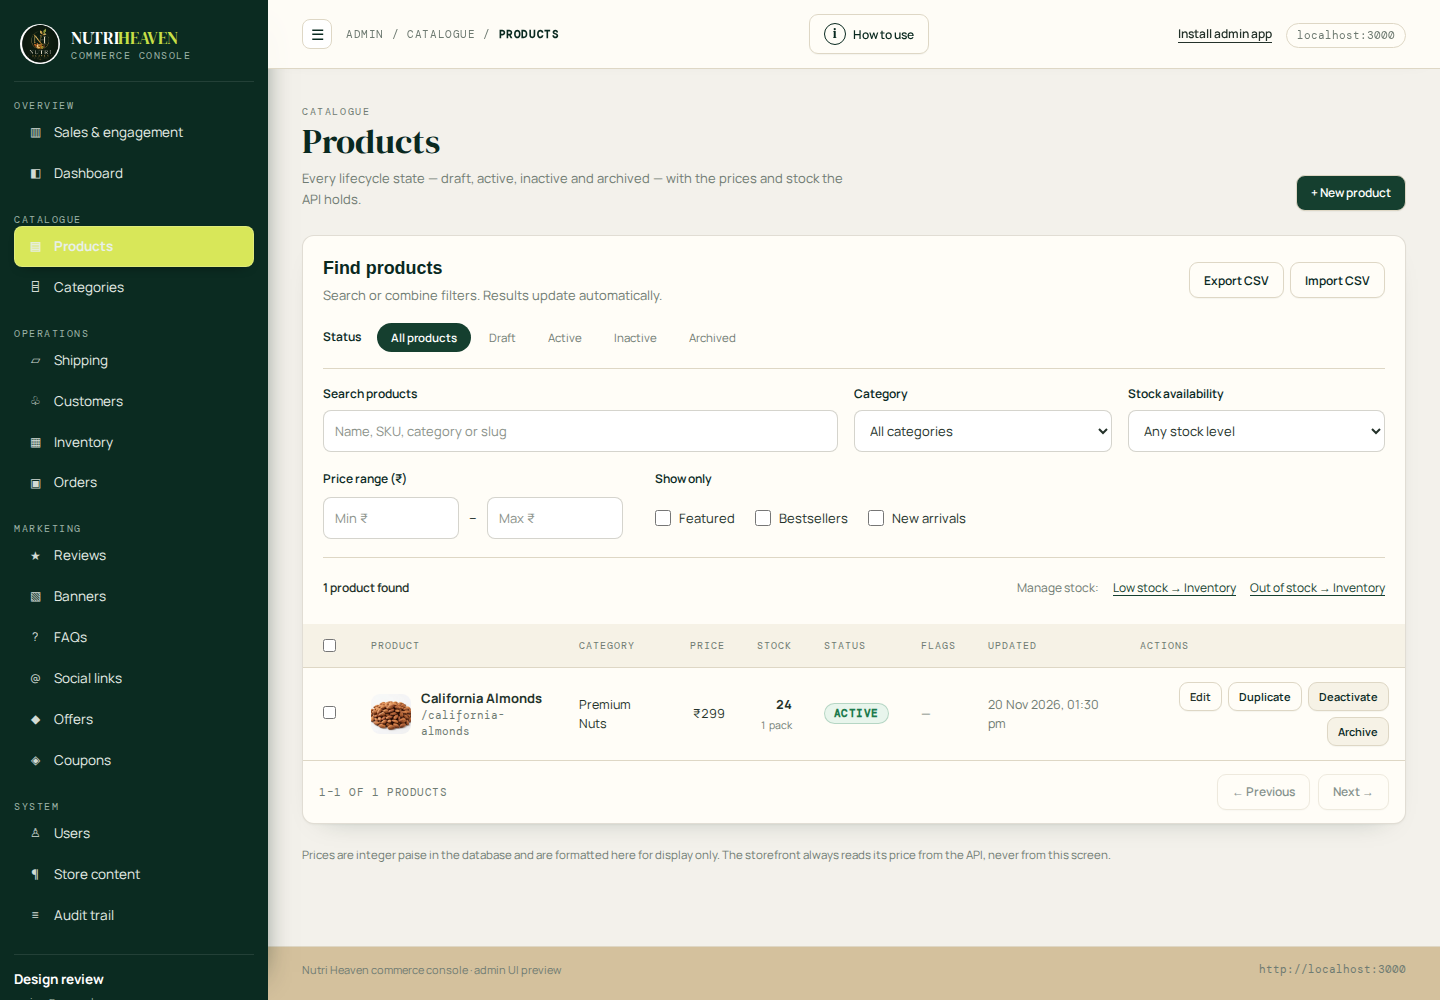 NUTRIHEAVEN
COMMERCE CONSOLE
OVERVIEW
Sales & engagement
Dashboard
CATALOGUE
Products
Categories
OPERATIONS
Shipping
Customers
Inventory
Orders
MARKETING
Reviews
Banners
? FAQs
@ Social links
Offers
Coupons
SYSTEM
Users
¶ Store content
Audit trail
Design review
ADMIN / CATALOGUE / PRODUCTS
i How to use
Install admin app
localhost:3000
CATALOGUE
Products
Every lifecycle state — draft, active, inactive and archived — with the prices and stock the
API holds.
+ New product
Find products
Search or combine filters. Results update automatically.
Export CSV Import CSV
Status All products Draft Active Inactive Archived
Search products Category Stock availability
Name, SKU, category or slug All categories Any stock level
Price range (₹) Show only
Min ₹ – Max ₹ Featured Bestsellers New arrivals
1 product found Manage stock: Low stock → Inventory Out of stock → Inventory
PRODUCT CATEGORY PRICE STOCK STATUS FLAGS UPDATED ACTIONS
California Almonds
/california-
almonds
Premium
Nuts
₹299
24
1 pack
ACTIVE
—
20 Nov 2026, 01:30
pm
Edit Duplicate Deactivate
Archive
1–1 OF 1 PRODUCTS
← Previous Next →
Prices are integer paise in the database and are formatted here for display only. The storefront always reads its price from the API, never from this screen.
Nutri Heaven commerce console · admin UI preview
http://localhost:3000